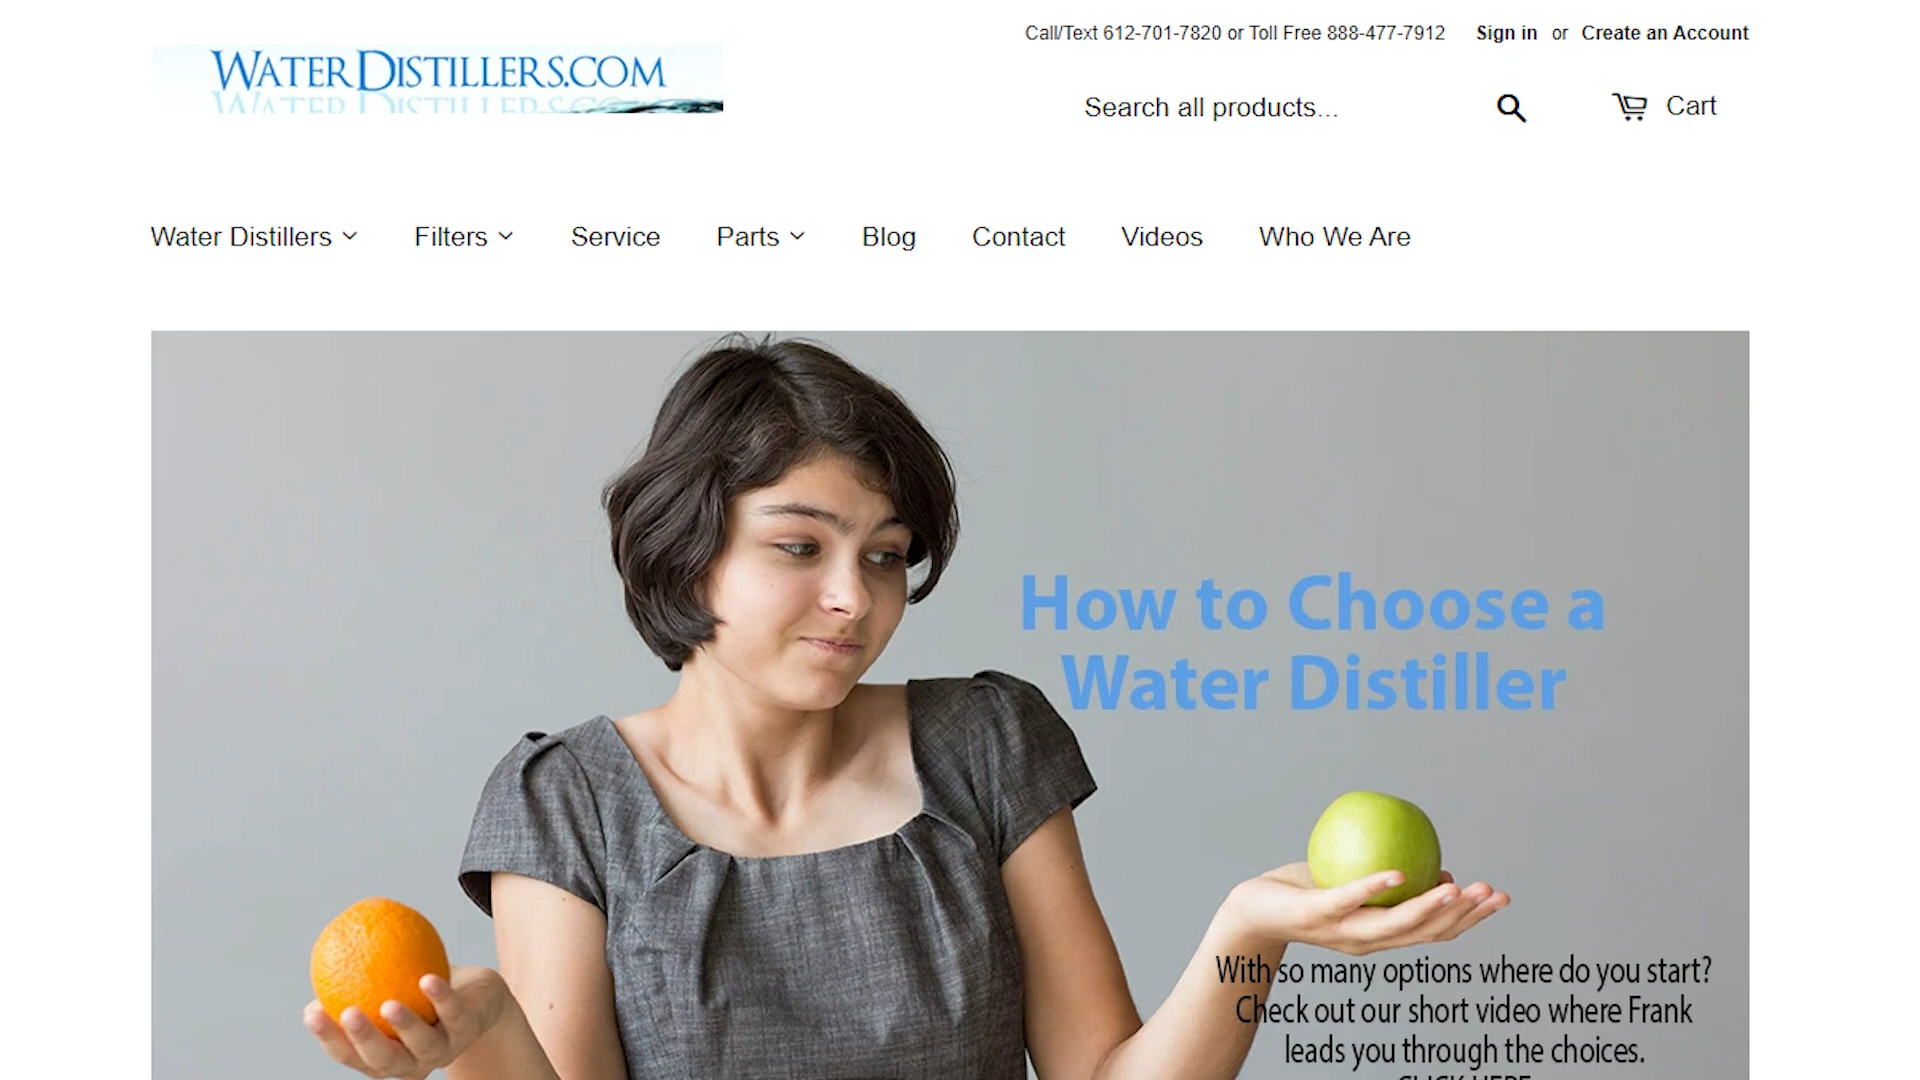 Call/Text 612-701-7820 or Toll Free 888-477-7912 Sign in or Create an Account
WATERDISTILLERS.COM
Search all products... Cart
Water Distillers Filters Service Parts Blog Contact Videos Who We Are
How to Choose a
Water Distiller
With so many options where do you start?
Check out our short video where Frank
leads you through the choices.
CLICK HERE